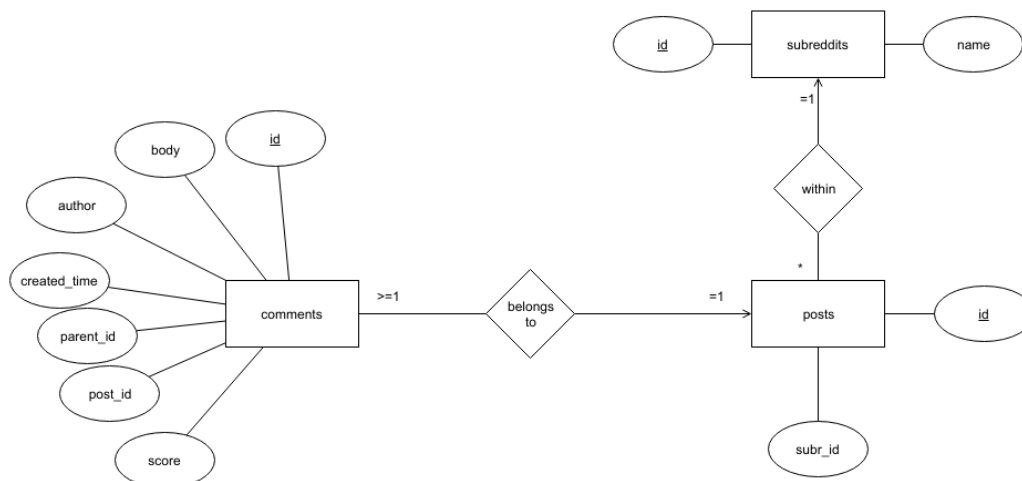 id
subreddits
name
=1
id
body
within
author
*
created_time
>=1
=1
comments
belongs
to
posts
id
parent_id
post_id
subr_id
score